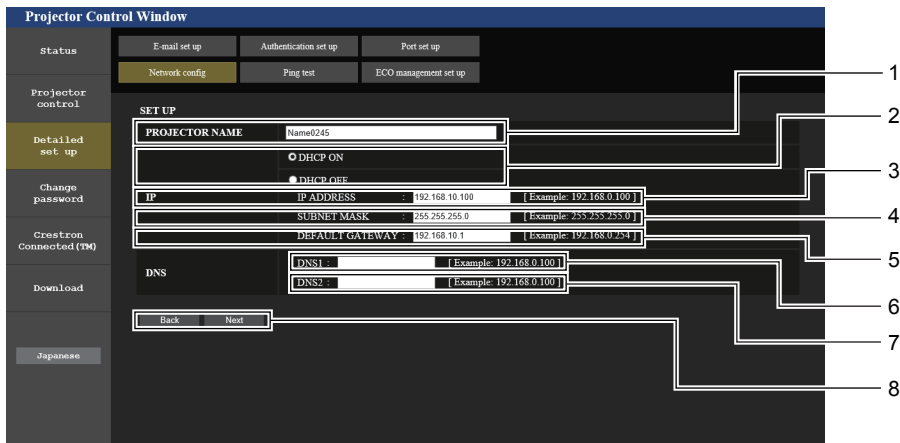 Projector Control Window
Status
E-mail set up
Authentication set up
Port set up
Network config
Ping test
ECO management set up
Projector
control
Detailed
set up
Change
password
Crestron
Connected(TM)
Download
Japanese
SET UP
PROJECTOR NAME Name0245
DHCP ON
DHCP OFF
IP IP ADDRESS : 192.168.10.100 [ Example: 192.168.0.100 ]
SUBNET MASK : 255.255.255.0 [ Example: 255.255.255.0 ]
DEFAULT GATEWAY : 192.168.10.1 [ Example: 192.168.0.254 ]
DNS
DNS1 : [ Example: 192.168.0.100 ]
DNS2 : [ Example: 192.168.0.100 ]
Back Next
1
2
3
4
5
6
7
8